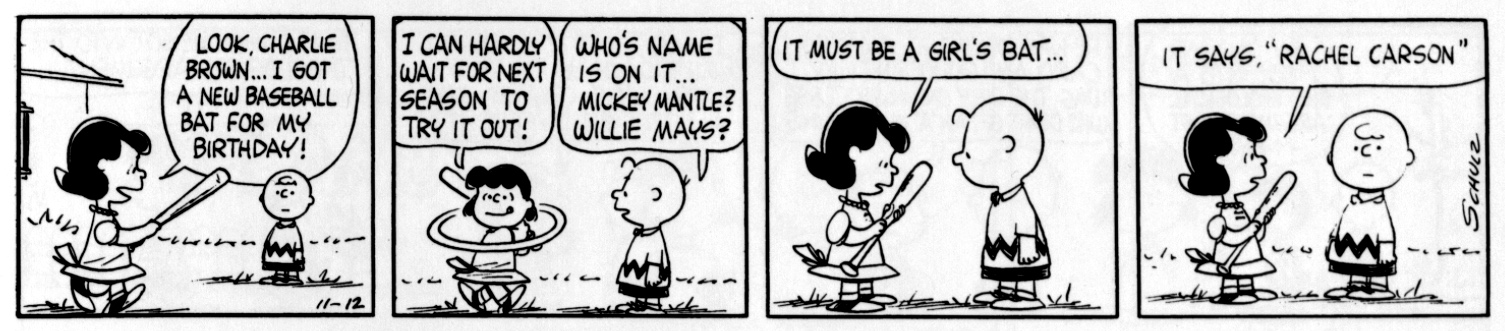 LOOK, CHARLIE
BROWN... I GOT
A NEW BASEBALL
BAT FOR MY
BIRTHDAY!
11-12
I CAN HARDLY
WAIT FOR NEXT
SEASON TO
TRY IT OUT!
WHO'S NAME
IS ON IT...
MICKEY MANTLE?
WILLIE MAYS?
IT MUST BE A GIRL'S BAT...
IT SAYS, "RACHEL CARSON"
SCHULZ